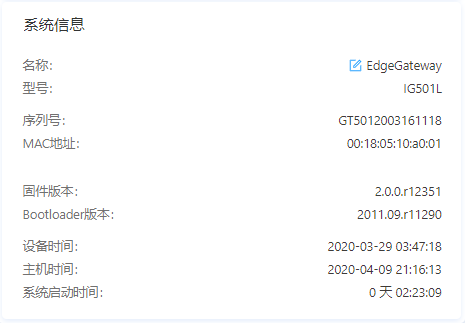 系统信息
名称： EdgeGateway
型号： IG501L
序列号： GT5012003161118
MAC地址： 00:18:05:10:a0:01
固件版本： 2.0.0.r12351
Bootloader版本： 2011.09.r11290
设备时间： 2020-03-29 03:47:18
主机时间： 2020-04-09 21:16:13
系统启动时间： 0 天 02:23:09